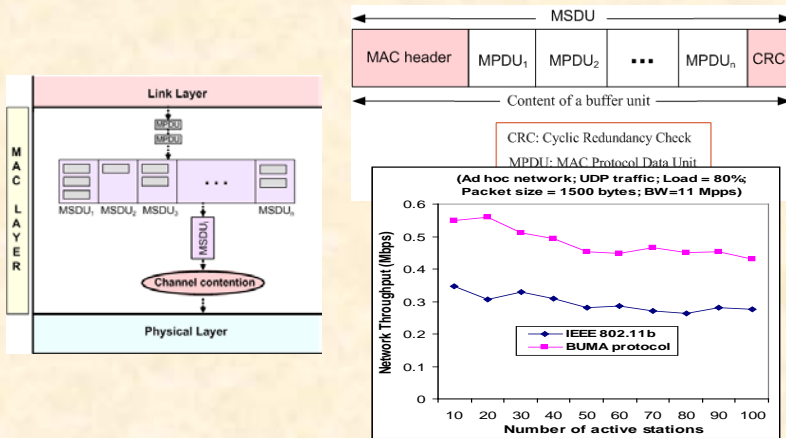 Link Layer
MAC LAYER
MPDU
MPDU
...
MSDU1 MSDU2 MSDU3 MSDUn
MSDUi
Channel contention
Physical Layer
MSDU
MAC header MPDU1 MPDU2 ... MPDUn CRC
Content of a buffer unit
CRC: Cyclic Redundancy Check
MPDU: MAC Protocol Data Unit
(Ad hoc network; UDP traffic; Load = 80%;
Packet size = 1500 bytes; BW=11 Mpps)
Network Throughput (Mbps)
0.6
0.5
0.4
0.3
0.2
0.1
0
IEEE 802.11b
BUMA protocol
10 20 30 40 50 60 70 80 90 100
Number of active stations